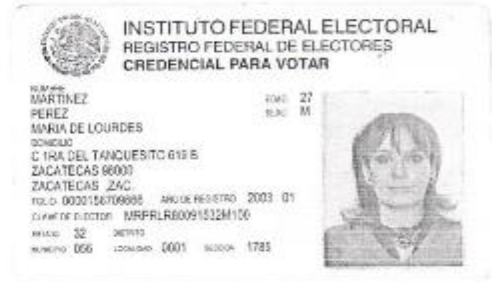 INSTITUTO FEDERAL ELECTORAL
REGISTRO FEDERAL DE ELECTORES
CREDENCIAL PARA VOTAR
NOMBRE
MARTINEZ
PEREZ
MARIA DE LOURDES
EDAD 27
SEXO M
DOMICILIO
C 1RA DEL TANQUESITO 619 B
ZACATECAS 98000
ZACATECAS ,ZAC.
FOLIO AÑO DE REGISTRO 2003 01
CLAVE DE ELECTOR
ESTADO 32 DISTRITO
MUNICIPIO 056 LOCALIDAD 0001 SECCION 1785